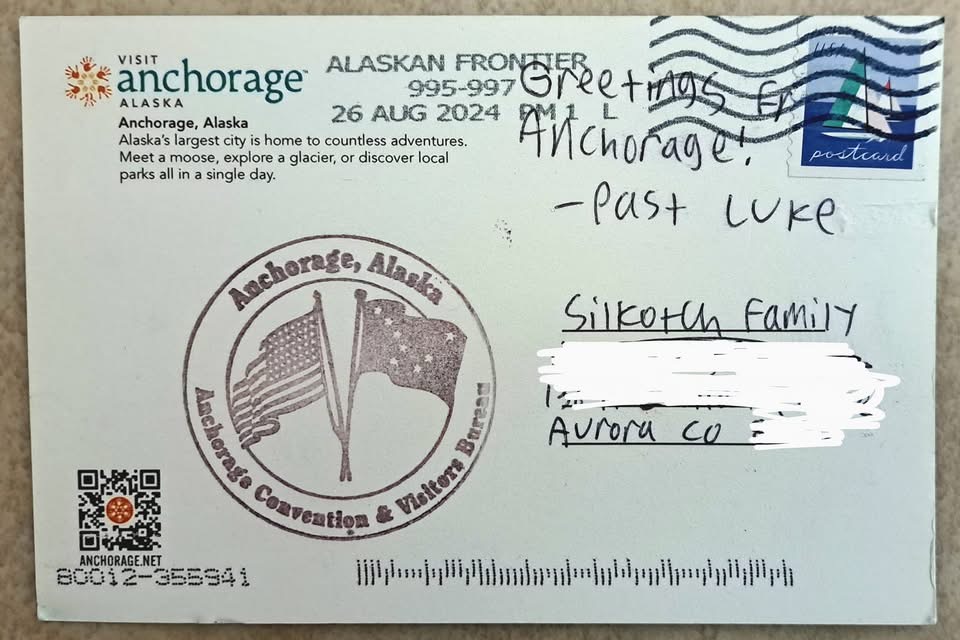 VISIT
anchorage™
ALASKA
Anchorage, Alaska
Alaska's largest city is home to countless adventures.
Meet a moose, explore a glacier, or discover local
parks all in a single day.
ALASKAN FRONTIER
995-997
26 AUG 2024 PM 1 L
Greetings
Anchorage!
-Past Luke
USA
postcard
Silkotch Family
Aurora CO
Anchorage, Alaska
Anchorage Convention & Visitors Bureau
ANCHORAGE.NET
80012-355941